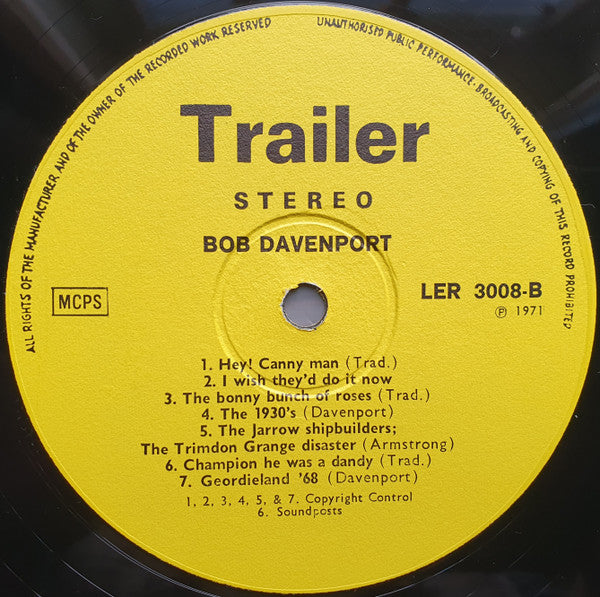 ALL RIGHTS OF THE MANUFACTURER AND OF THE OWNER OF THE RECORDED WORK RESERVED
UNAUTHORISED PUBLIC PERFORMANCE · BROADCASTING AND COPYING OF THIS RECORD PROHIBITED
Trailer
STEREO
BOB DAVENPORT
MCPS
LER 3008-B
℗ 1971
1. Hey! Canny man (Trad.)
2. I wish they'd do it now
3. The bonny bunch of roses (Trad.)
4. The 1930's (Davenport)
5. The Jarrow shipbuilders;
The Trimdon Grange disaster (Armstrong)
6. Champion he was a dandy (Trad.)
7. Geordieland '68 (Davenport)
1, 2, 3, 4, 5, & 7. Copyright Control
6. Soundposts